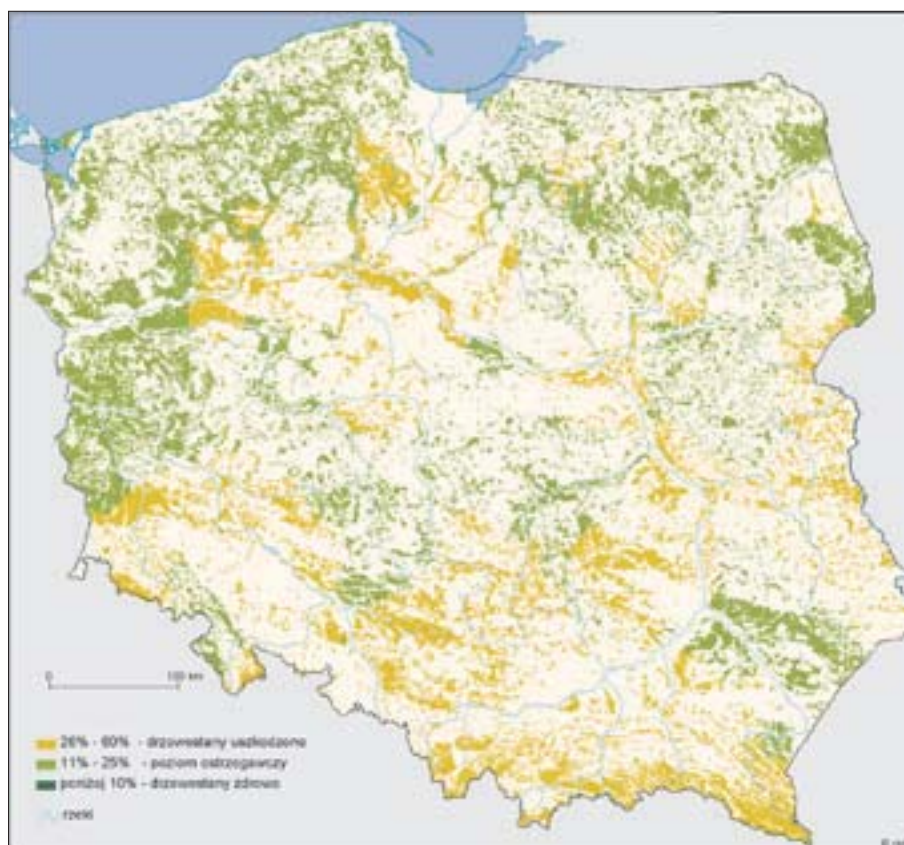 0 100 km
26% - 60% - drzewostany uszkodzone
11% - 25% - poziom ostrzegawczy
poniżej 10% - drzewostany zdrowe
rzeki